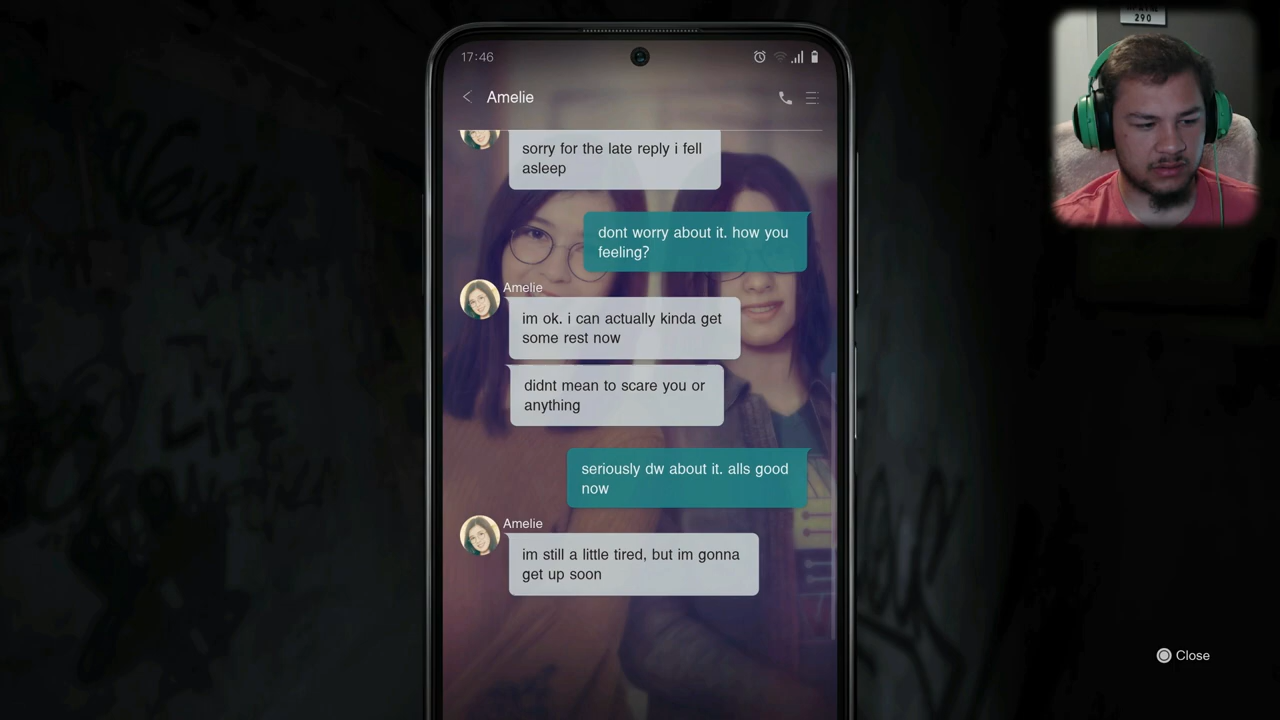 290
17:46
Amelie
sorry for the late reply i fell
asleep
dont worry about it. how you
feeling?
Amelie
im ok. i can actually kinda get
some rest now
didnt mean to scare you or
anything
seriously dw about it. alls good
now
Amelie
im still a little tired, but im gonna
get up soon
LIFE
Close